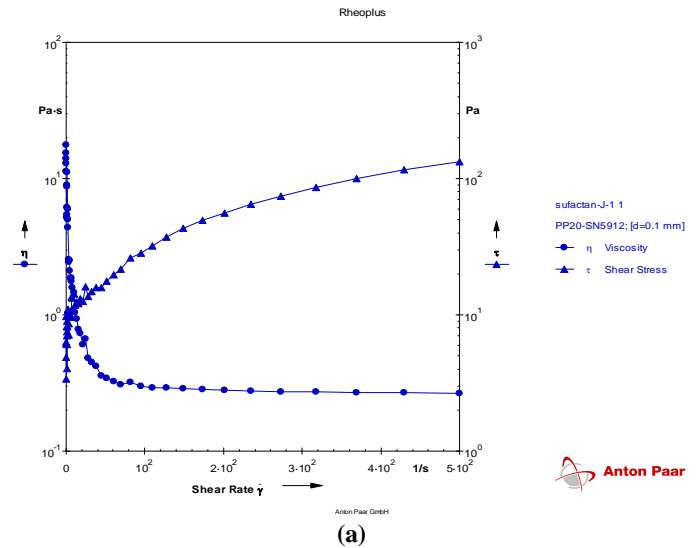 Rheoplus
10²
10³
Pa·s
Pa
10¹
10²
η
τ
10⁰
10¹
10⁻¹
10⁰
0
1·10²
2·10²
3·10²
4·10²
1/s
5·10²
Shear Rate γ̇
sufactan-J-1 1
PP20-SN5912; [d=0.1 mm]
η Viscosity
τ Shear Stress
Anton Paar
Anton Paar GmbH
(a)